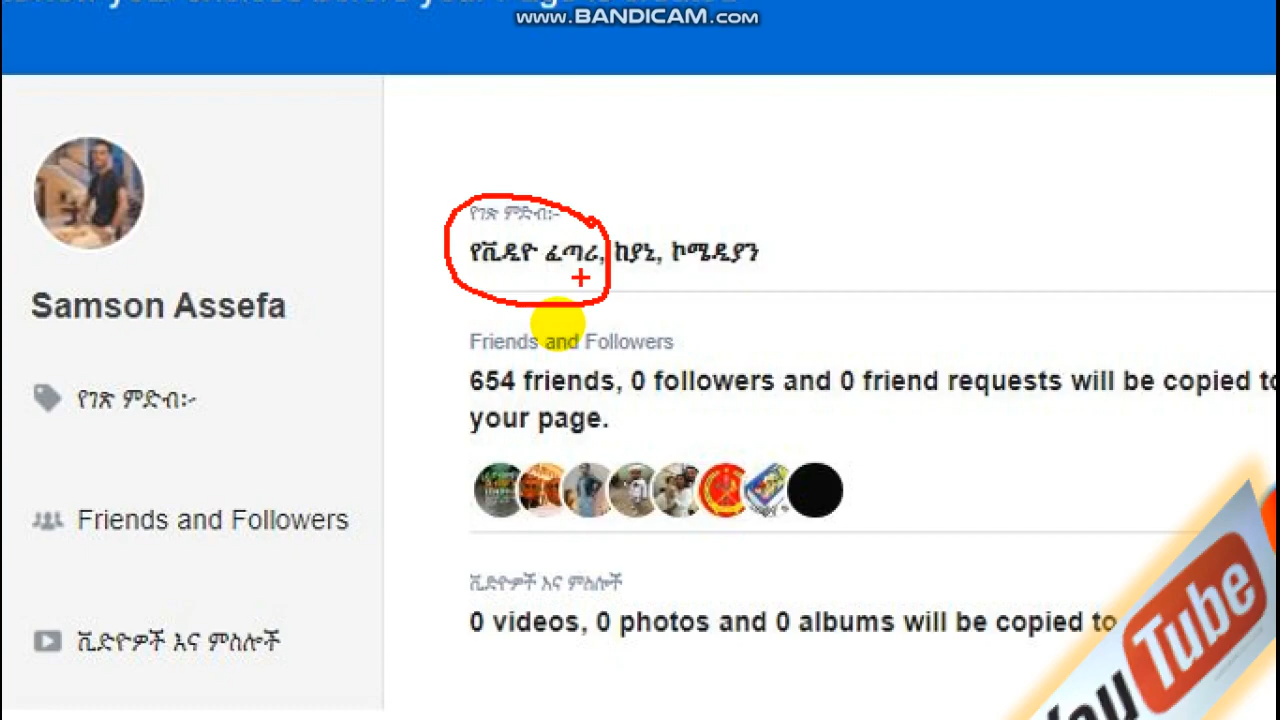 www.BANDICAM.com
Samson Assefa
የገጽ ምድብ፦
Friends and Followers
ቪድዮዎች እና ምስሎች
የገጽ ምድብ፦
የቪዲዮ ፈጣሪ, ከያኒ, ኮሜዲያን
Friends and Followers
654 friends, 0 followers and 0 friend requests will be copied to
your page.
ቪድዮዎች እና ምስሎች
0 videos, 0 photos and 0 albums will be copied to
YouTube